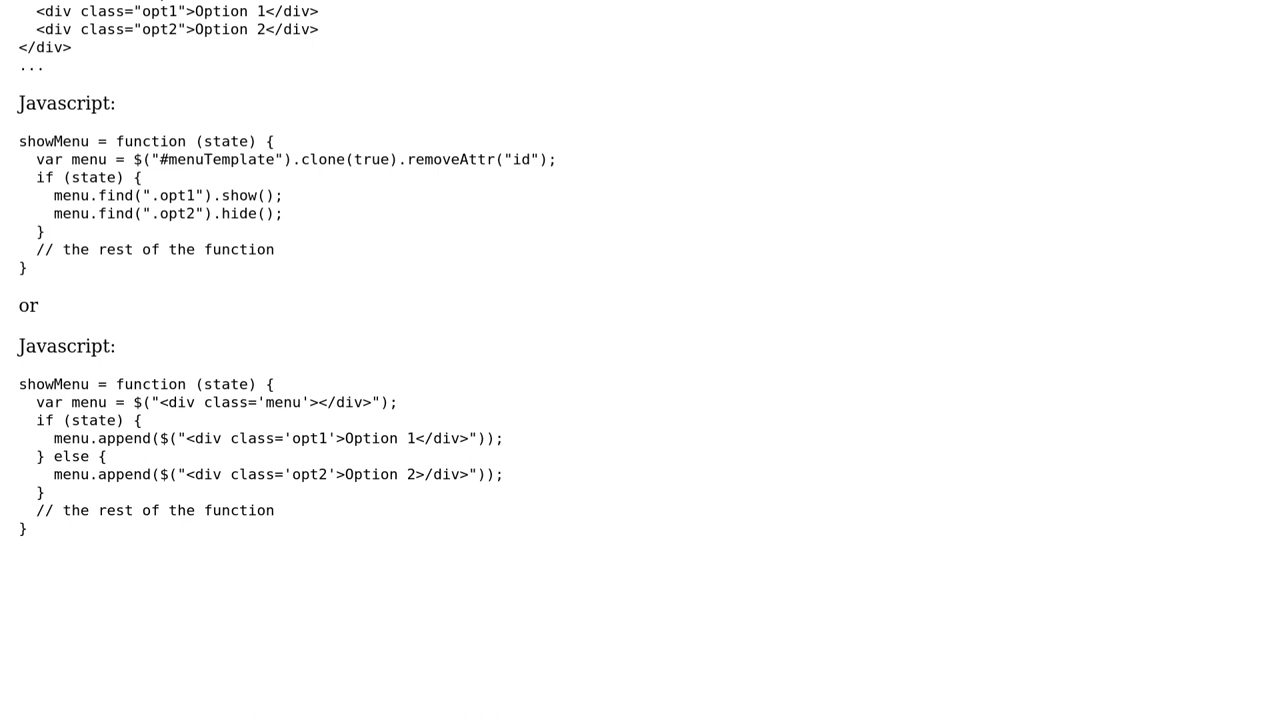 <div class="opt1">Option 1</div>
  <div class="opt2">Option 2</div>
</div>
...
Javascript:
showMenu = function (state) {
  var menu = $("#menuTemplate").clone(true).removeAttr("id");
  if (state) {
    menu.find(".opt1").show();
    menu.find(".opt2").hide();
  }
  // the rest of the function
}
or
Javascript:
showMenu = function (state) {
  var menu = $("<div class='menu'></div>");
  if (state) {
    menu.append($("<div class='opt1'>Option 1</div>"));
  } else {
    menu.append($("<div class='opt2'>Option 2>/div>"));
  }
  // the rest of the function
}